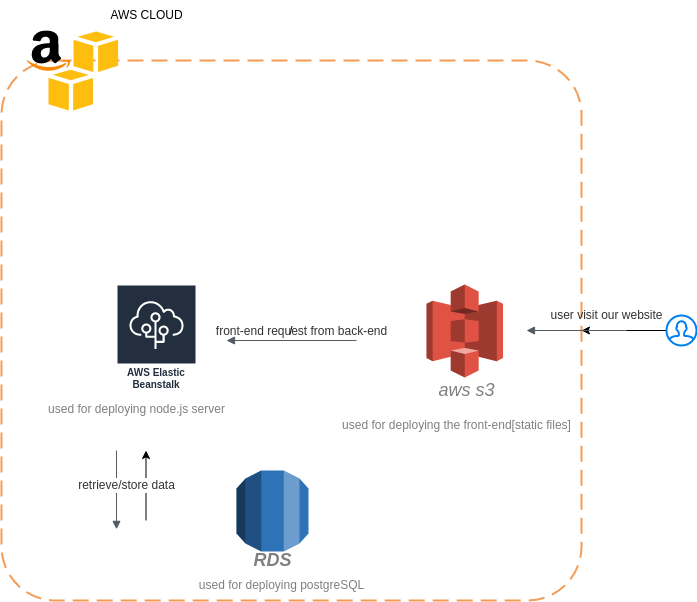 AWS CLOUD
a
user visit our website
front-end request from back-end
AWS Elastic
Beanstalk
aws s3
used for deploying node.js server
used for deploying the front-end[static files]
retrieve/store data
RDS
used for deploying postgreSQL